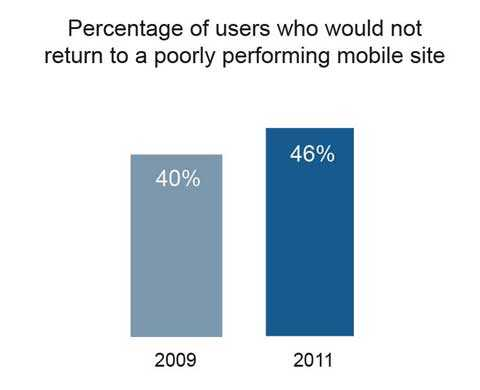 Percentage of users who would not
return to a poorly performing mobile site
40%
46%
2009
2011